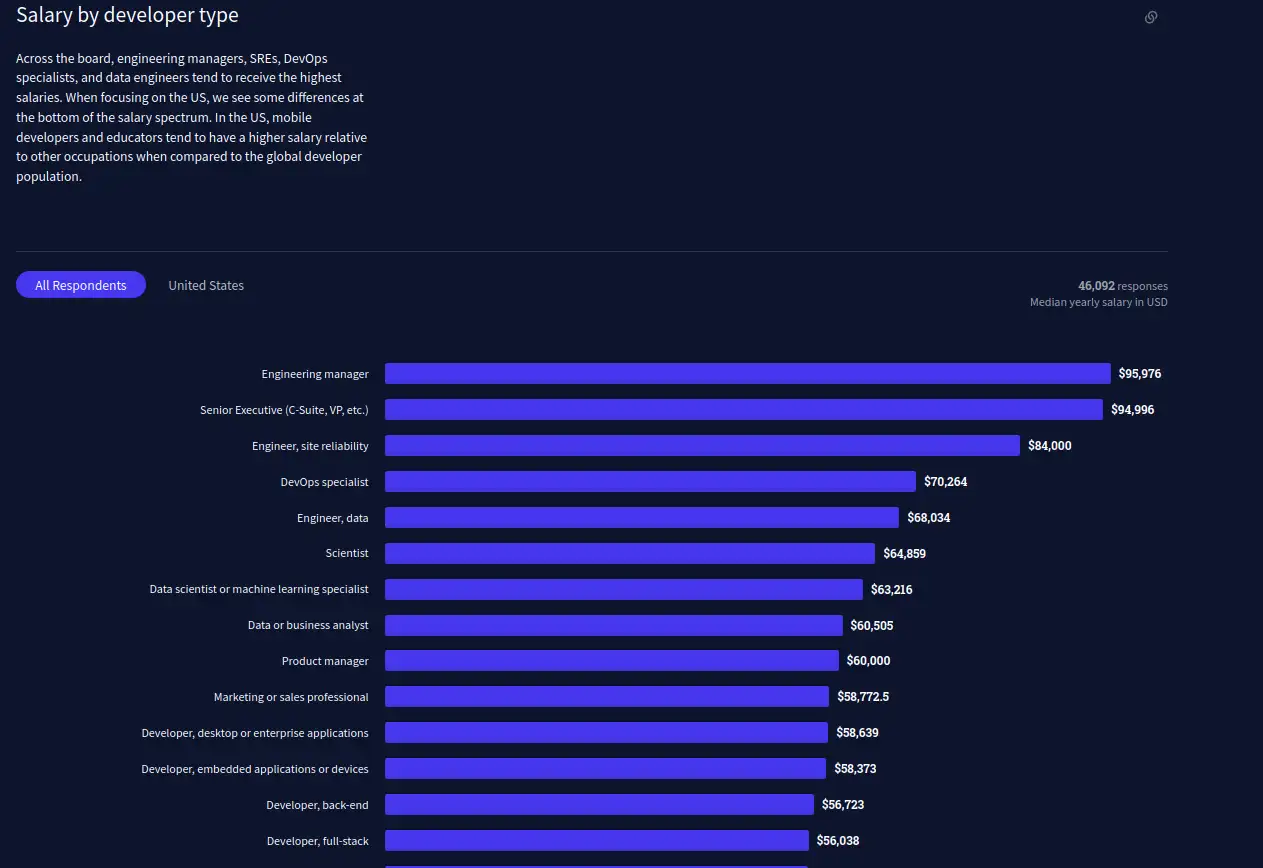 Salary by developer type
Across the board, engineering managers, SREs, DevOps
specialists, and data engineers tend to receive the highest
salaries. When focusing on the US, we see some differences at
the bottom of the salary spectrum. In the US, mobile
developers and educators tend to have a higher salary relative
to other occupations when compared to the global developer
population.
All Respondents United States
46,092 responses
Median yearly salary in USD
Engineering manager $95,976
Senior Executive (C-Suite, VP, etc.) $94,996
Engineer, site reliability $84,000
DevOps specialist $70,264
Engineer, data $68,034
Scientist $64,859
Data scientist or machine learning specialist $63,216
Data or business analyst $60,505
Product manager $60,000
Marketing or sales professional $58,772.5
Developer, desktop or enterprise applications $58,639
Developer, embedded applications or devices $58,373
Developer, back-end $56,723
Developer, full-stack $56,038